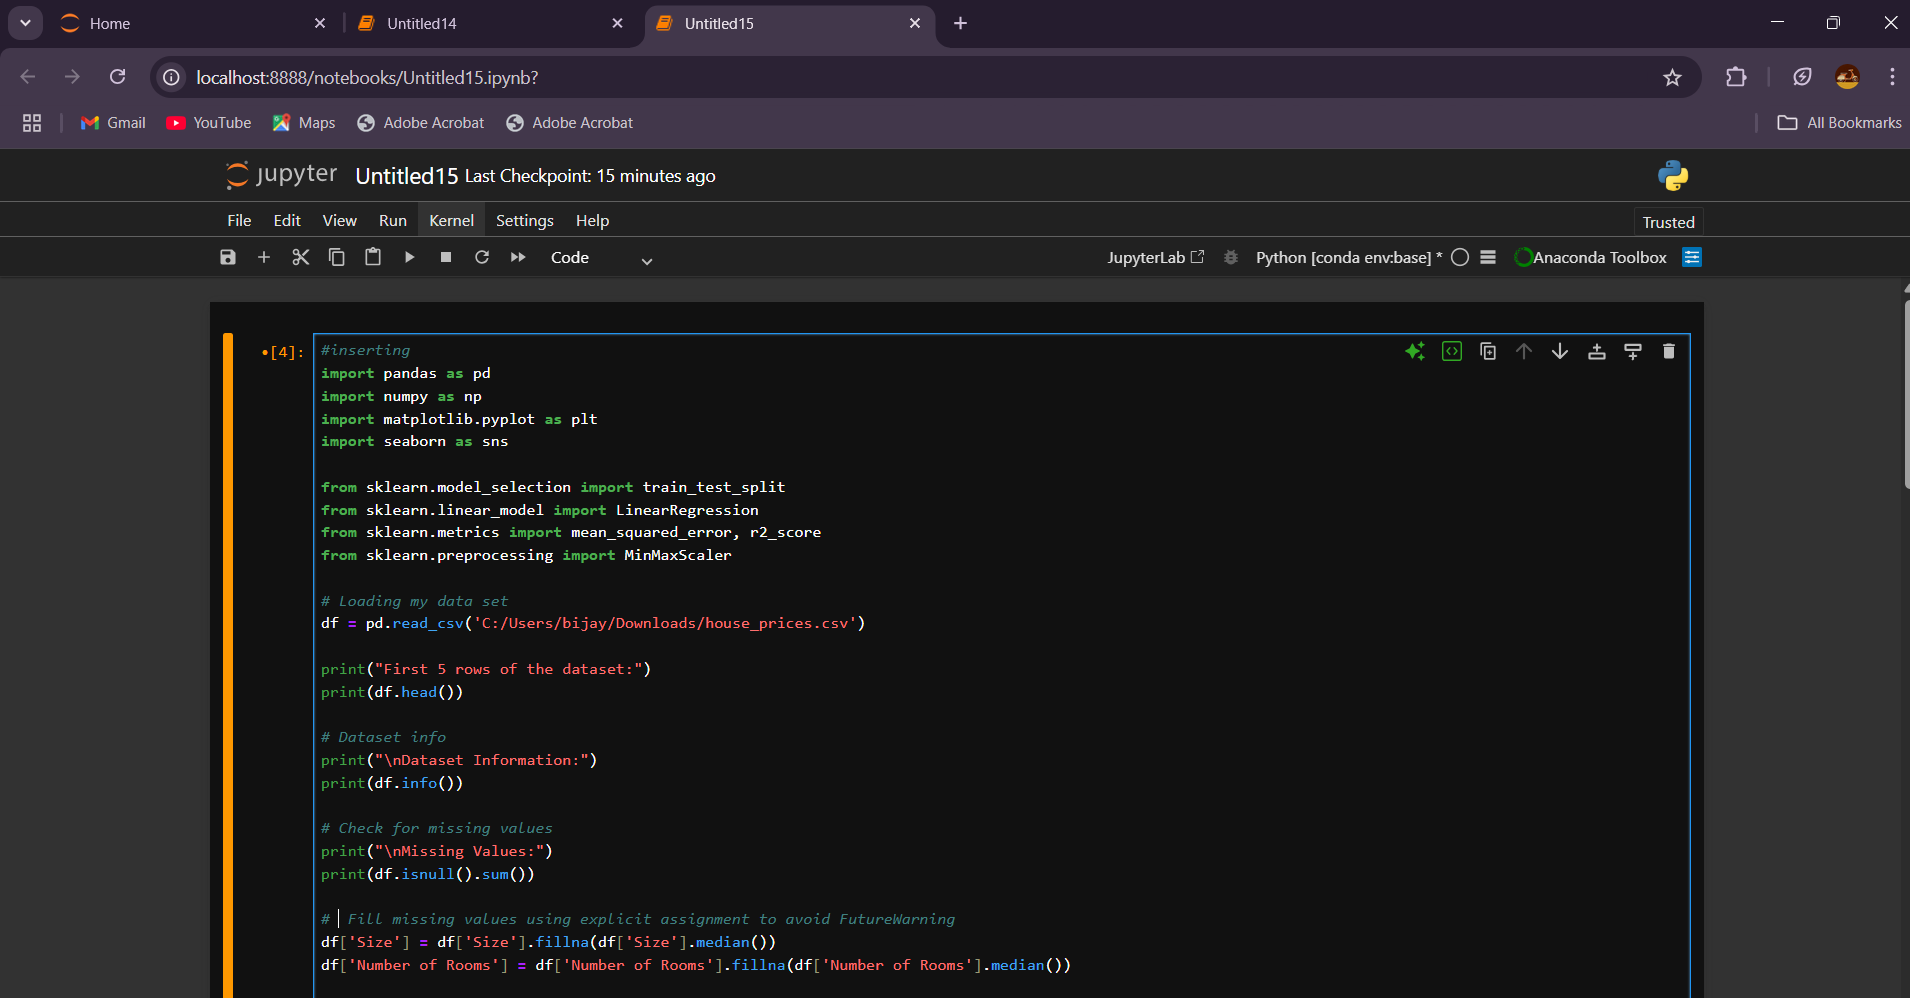 Home
Untitled14
Untitled15
localhost:8888/notebooks/Untitled15.ipynb?
Gmail
YouTube
Maps
Adobe Acrobat
Adobe Acrobat
All Bookmarks
jupyter Untitled15 Last Checkpoint: 15 minutes ago
File Edit View Run Kernel Settings Help
Trusted
Code
JupyterLab
Python [conda env:base] *
Anaconda Toolbox
•[4]:
#inserting
import pandas as pd
import numpy as np
import matplotlib.pyplot as plt
import seaborn as sns
from sklearn.model_selection import train_test_split
from sklearn.linear_model import LinearRegression
from sklearn.metrics import mean_squared_error, r2_score
from sklearn.preprocessing import MinMaxScaler
# Loading my data set
df = pd.read_csv('C:/Users/bijay/Downloads/house_prices.csv')
print("First 5 rows of the dataset:")
print(df.head())
# Dataset info
print("\nDataset Information:")
print(df.info())
# Check for missing values
print("\nMissing Values:")
print(df.isnull().sum())
# Fill missing values using explicit assignment to avoid FutureWarning
df['Size'] = df['Size'].fillna(df['Size'].median())
df['Number of Rooms'] = df['Number of Rooms'].fillna(df['Number of Rooms'].median())